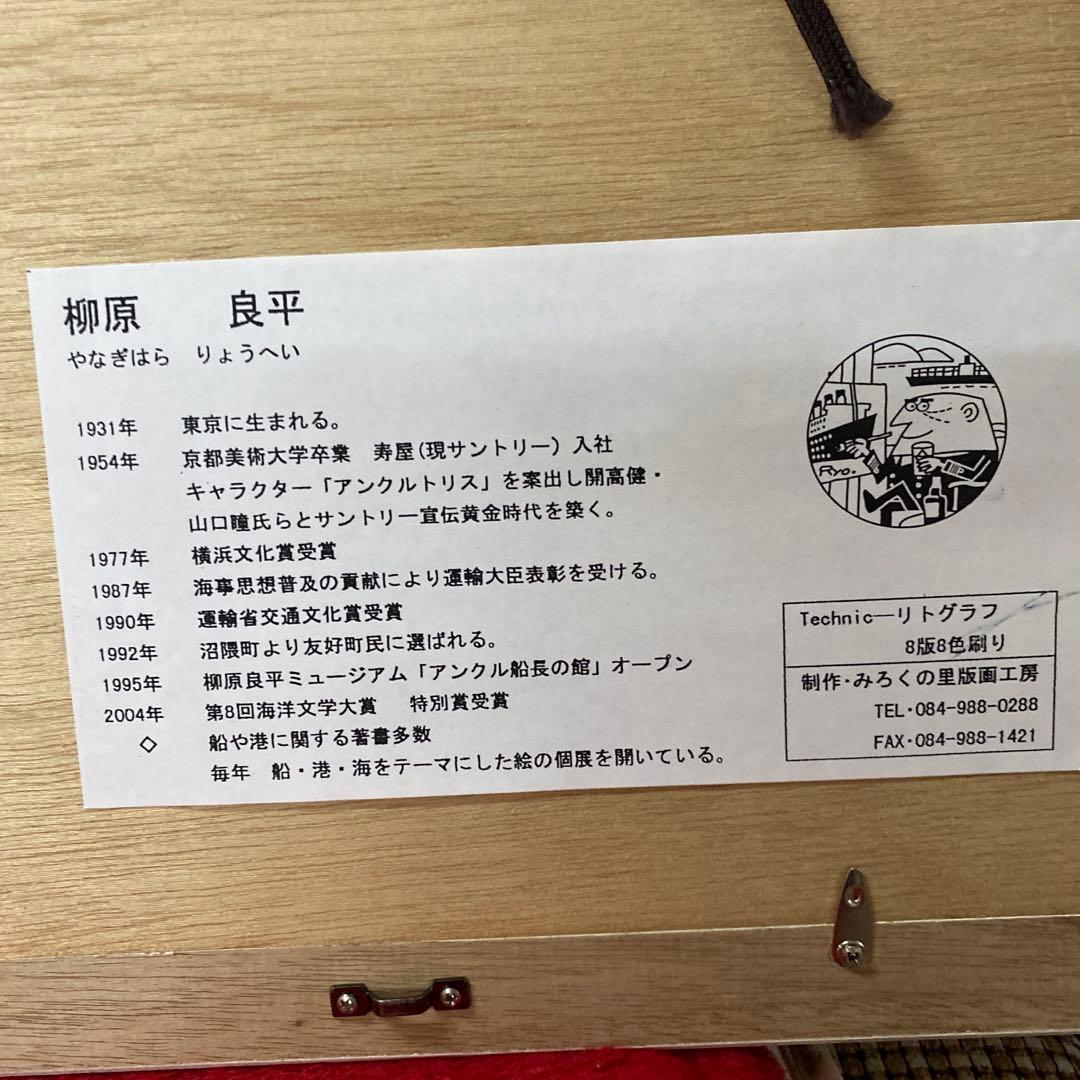 柳原　良平
やなぎはら　りょうへい
1931年　東京に生まれる。
1954年　京都美術大学卒業　寿屋(現サントリー)入社
キャラクター「アンクルトリス」を案出し開高健・
山口瞳氏らとサントリー宣伝黄金時代を築く。
1977年　横浜文化賞受賞
1987年　海事思想普及の貢献により運輸大臣表彰を受ける。
1990年　運輸省交通文化賞受賞
1992年　沼隈町より友好町民に選ばれる。
1995年　柳原良平ミュージアム「アンクル船長の館」オープン
2004年　第8回海洋文学大賞　特別賞受賞
◇　船や港に関する著書多数
毎年　船・港・海をテーマにした絵の個展を開いている。
Ryo.
Technic―リトグラフ
8版8色刷り
制作・みろくの里版画工房
TEL・084-988-0288
FAX・084-988-1421